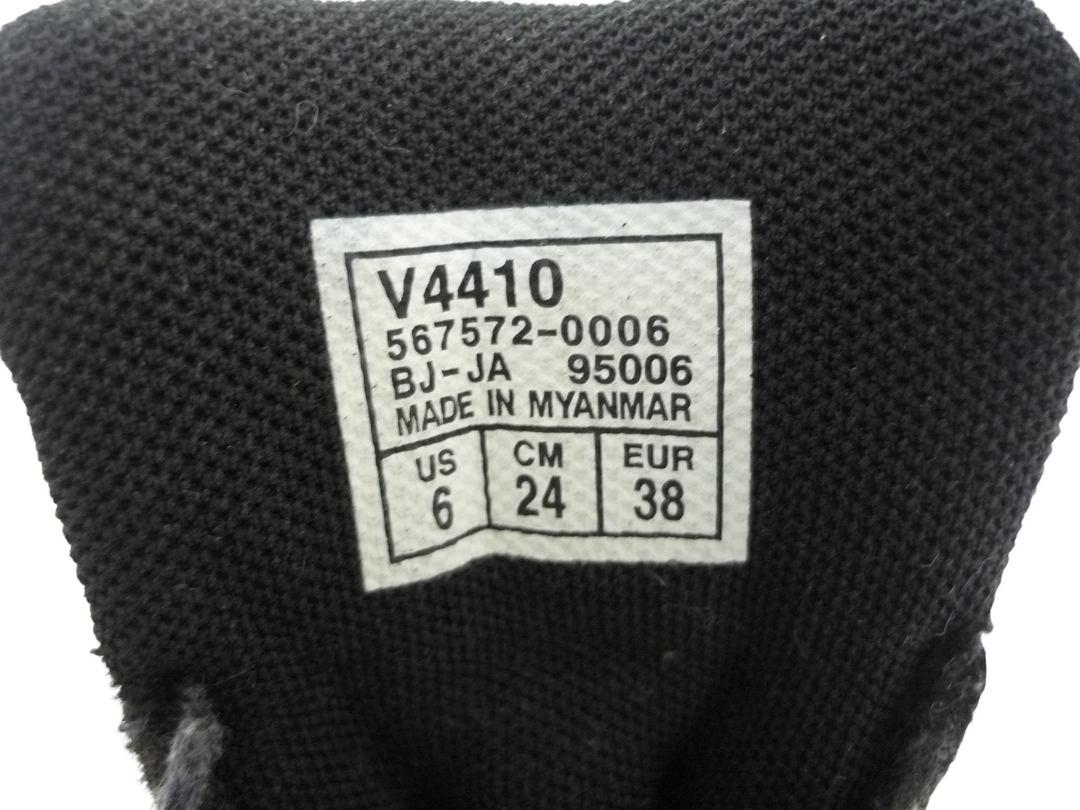 V4410
567572-0006
BJ-JA 95006
MADE IN MYANMAR
US CM EUR
6 24 38